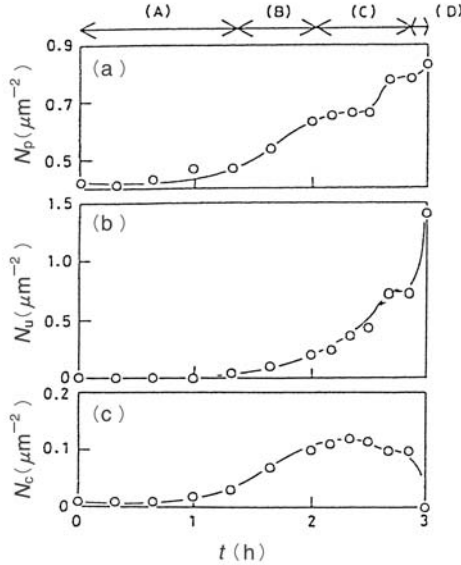 (A) (B) (C) (D)
(a)
0.9
0.7
0.5
Np(μm⁻²)
(b)
1.5
1.0
0.5
0
Nu(μm⁻²)
(c)
0.2
0.1
0
Nc(μm⁻²)
0 1 2 3
t(h)